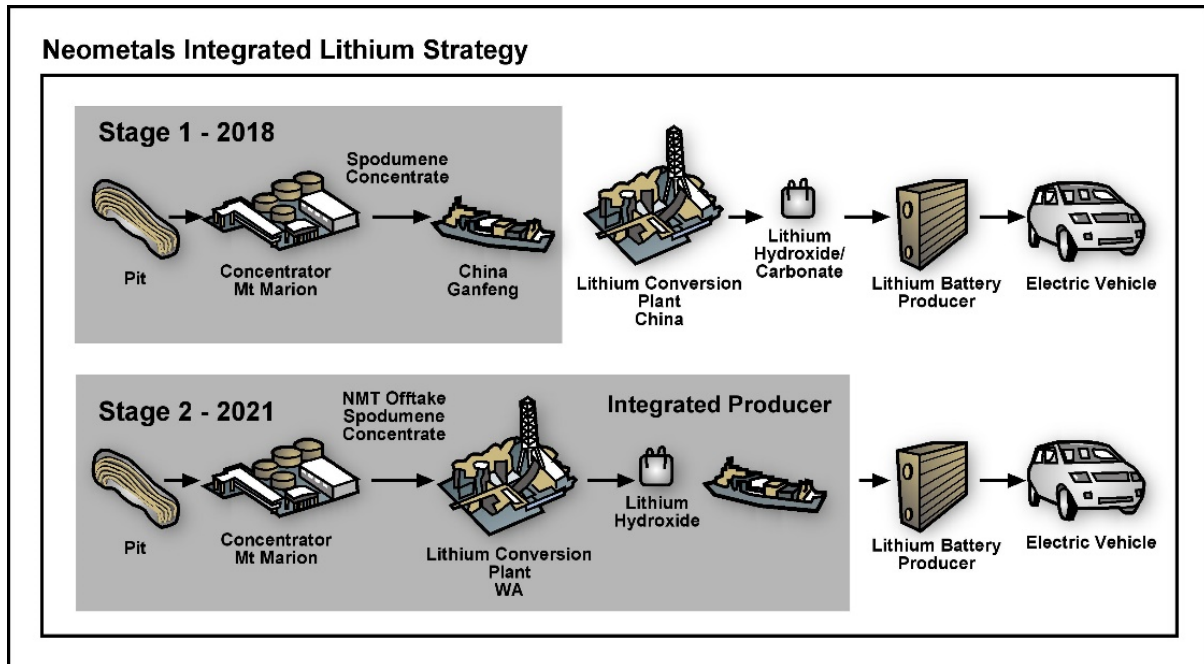 Neometals Integrated Lithium Strategy
Stage 1 - 2018
Spodumene
Concentrate
Pit
Concentrator
Mt Marion
China
Ganfeng
Lithium Conversion
Plant
China
Lithium
Hydroxide/
Carbonate
Lithium Battery
Producer
Electric Vehicle
Stage 2 - 2021
NMT Offtake
Spodumene
Concentrate
Integrated Producer
Pit
Concentrator
Mt Marion
Lithium Conversion
Plant
WA
Lithium
Hydroxide
Lithium Battery
Producer
Electric Vehicle